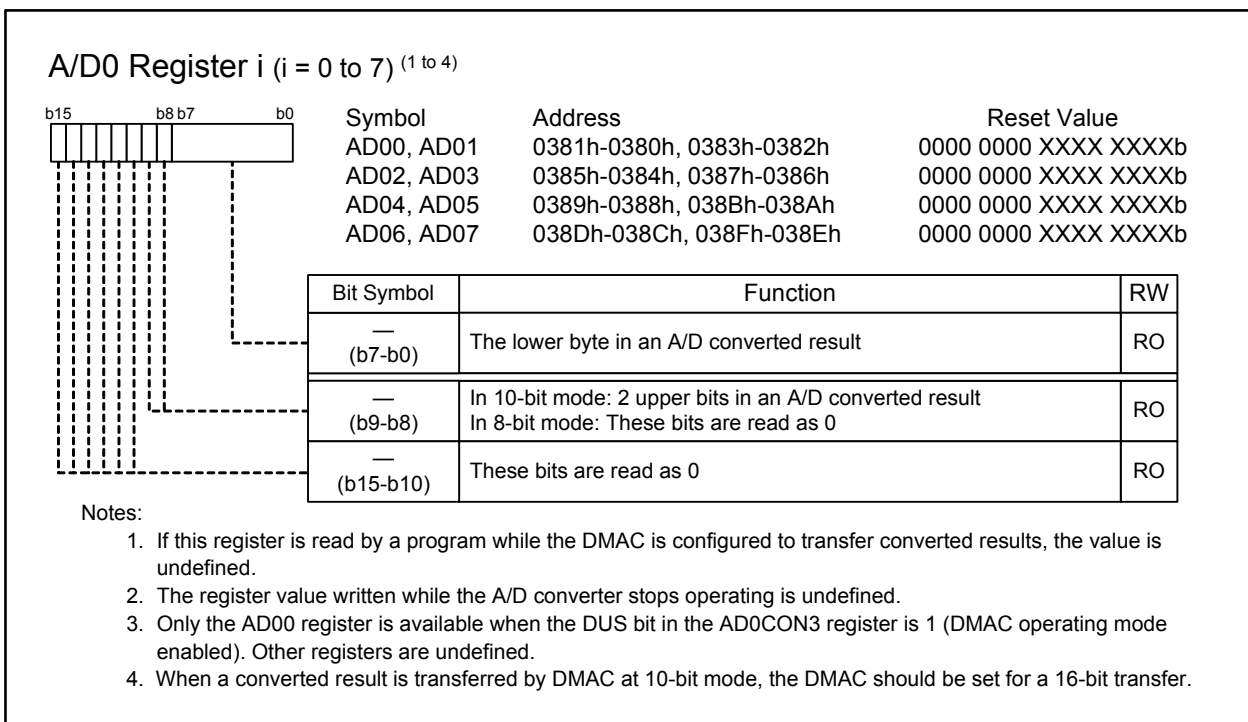 A/D0 Register i (i = 0 to 7) (1 to 4)
b15 b8 b7 b0
Symbol Address Reset Value
AD00, AD01 0381h-0380h, 0383h-0382h 0000 0000 XXXX XXXXb
AD02, AD03 0385h-0384h, 0387h-0386h 0000 0000 XXXX XXXXb
AD04, AD05 0389h-0388h, 038Bh-038Ah 0000 0000 XXXX XXXXb
AD06, AD07 038Dh-038Ch, 038Fh-038Eh 0000 0000 XXXX XXXXb
Bit Symbol Function RW
—
(b7-b0) The lower byte in an A/D converted result RO
—
(b9-b8) In 10-bit mode: 2 upper bits in an A/D converted result
In 8-bit mode: These bits are read as 0 RO
—
(b15-b10) These bits are read as 0 RO
Notes:
1. If this register is read by a program while the DMAC is configured to transfer converted results, the value is
undefined.
2. The register value written while the A/D converter stops operating is undefined.
3. Only the AD00 register is available when the DUS bit in the AD0CON3 register is 1 (DMAC operating mode
enabled). Other registers are undefined.
4. When a converted result is transferred by DMAC at 10-bit mode, the DMAC should be set for a 16-bit transfer.